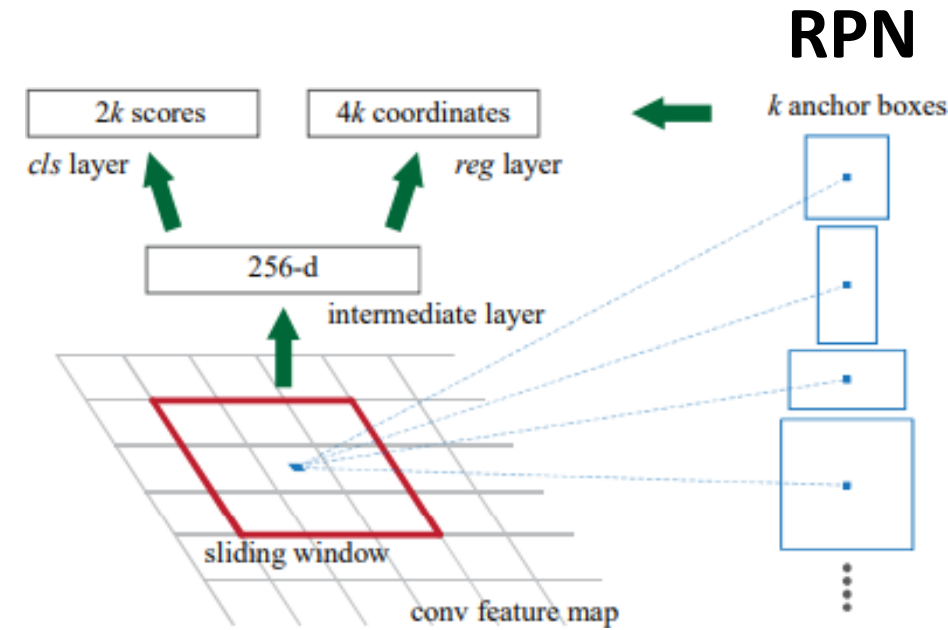 RPN
2k scores
4k coordinates
k anchor boxes
cls layer
reg layer
256-d
intermediate layer
sliding window
conv feature map